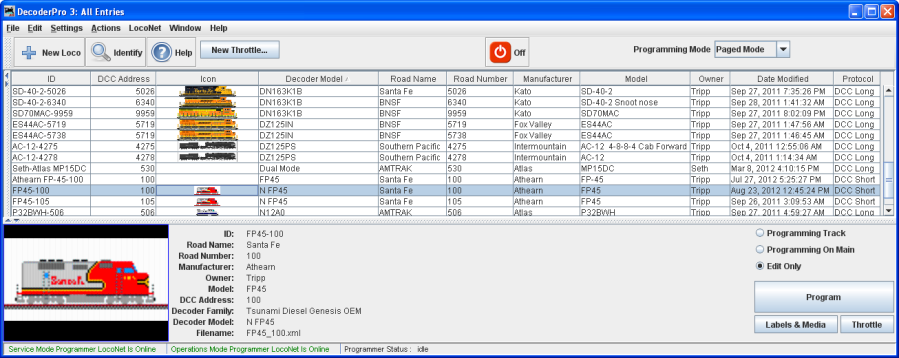 DecoderPro 3: All Entries
File Edit Settings Actions LocoNet Window Help
New Loco Identify Help New Throttle... Off Programming Mode Paged Mode
ID DCC Address Icon Decoder Model Road Name Road Number Manufacturer Model Owner Date Modified Protocol
SD-40-2-5026 5026 DN163K1B Santa Fe 5026 Kato SD-40-2 Tripp Sep 27, 2011 7:35:26 PM DCC Long
SD-40-2-6340 6340 DN163K1B BNSF 6340 Kato SD-40-2 Snoot nose Tripp Sep 28, 2011 1:41:32 AM DCC Long
SD70MAC-9959 9959 DN163K1B BNSF 9959 Kato SD70MAC Tripp Sep 27, 2011 8:02:09 PM DCC Long
ES44AC-5719 5719 DZ125IN BNSF 5719 Fox Valley ES44AC Tripp Sep 27, 2011 1:47:56 AM DCC Long
ES44AC-5738 5719 DZ125IN BNSF 5738 Fox Valley ES44AC Tripp Sep 27, 2011 1:46:45 AM DCC Long
AC-12-4275 4275 DZ125PS Southern Pacific 4275 Intermountain AC-12 4-8-8-4 Cab Forward Tripp Oct 4, 2011 12:55:06 AM DCC Long
AC-12-4278 4278 DZ125PS Southern Pacific 4278 Intermountain AC-12 Tripp Oct 4, 2011 1:14:34 AM DCC Long
Seth-Atlas MP15DC 530 Dual Mode AMTRAK 530 Atlas MP15DC Seth Mar 8, 2012 4:10:15 PM DCC Long
Athearn FP-45-100 100 FP45 Santa Fe 100 Athearn FP-45 Tripp Jul 27, 2012 5:25:27 PM DCC Short
FP45-100 100 N FP45 Santa Fe 100 Athearn FP45 Tripp Aug 23, 2012 12:45:24 PM DCC Short
FP45-105 105 N FP45 Santa Fe 105 Athearn FP45 Tripp Sep 26, 2011 3:09:53 AM DCC Short
P32BWH-506 506 N12A0 AMTRAK 506 Atlas P32BWH Tripp Sep 27, 2011 4:59:27 AM DCC Long
Santa Fe
ID: FP45-100
Road Name: Santa Fe
Road Number: 100
Manufacturer: Athearn
Owner: Tripp
Model: FP45
DCC Address: 100
Decoder Family: Tsunami Diesel Genesis OEM
Decoder Model: N FP45
Filename: FP45_100.xml
Programming Track
Programming On Main
Edit Only
Program
Labels & Media Throttle
Service Mode Programmer LocoNet Is Online Operations Mode Programmer LocoNet Is Online Programmer Status : idle